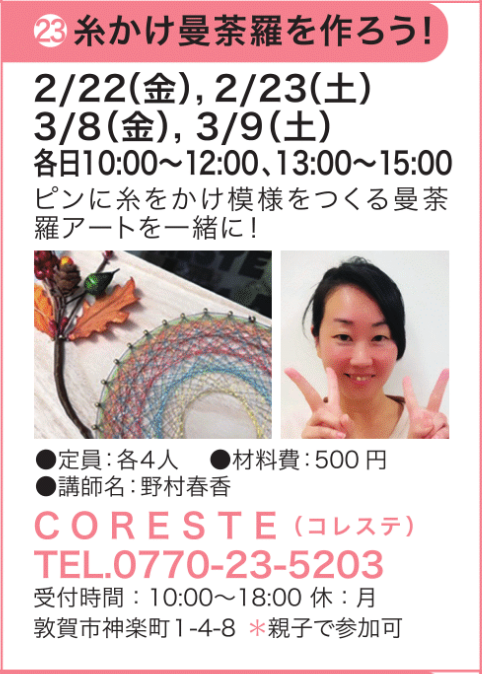 ㉓糸かけ曼荼羅を作ろう!
2/22(金), 2/23(土)
3/8(金), 3/9(土)
各日10:00〜12:00、13:00〜15:00
ピンに糸をかけ模様をつくる曼荼
羅アートを一緒に!
●定員:各4人 ●材料費:500円
●講師名:野村春香
CORESTE(コレステ)
TEL.0770-23-5203
受付時間:10:00〜18:00 休:月
敦賀市神楽町1-4-8 *親子で参加可